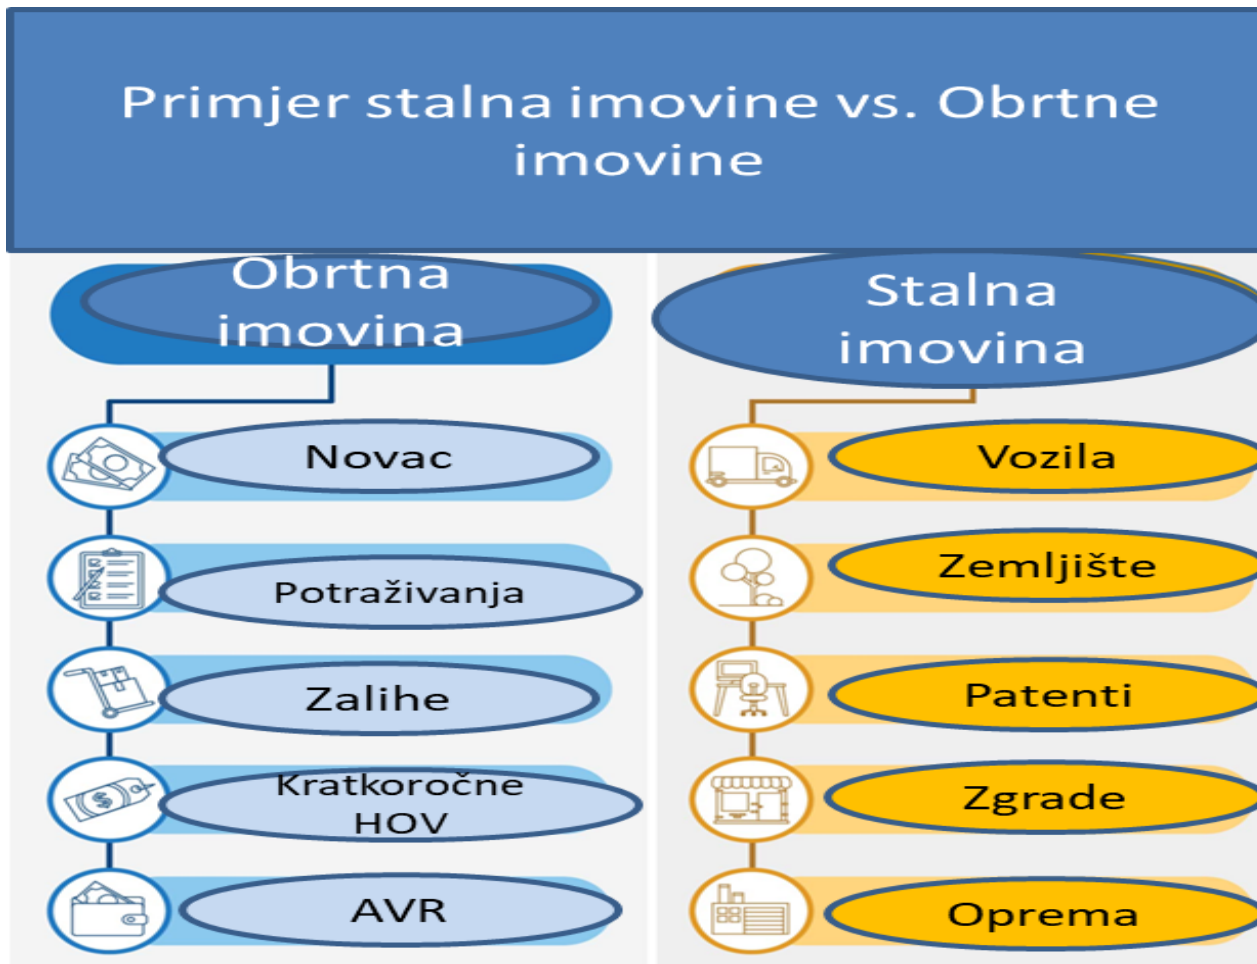 Primjer stalna imovine vs. Obrtne
imovine
Obrtna
imovina
Novac
Potraživanja
Zalihe
Kratkoročne
HOV
AVR
Stalna
imovina
Vozila
Zemljište
Patenti
Zgrade
Oprema